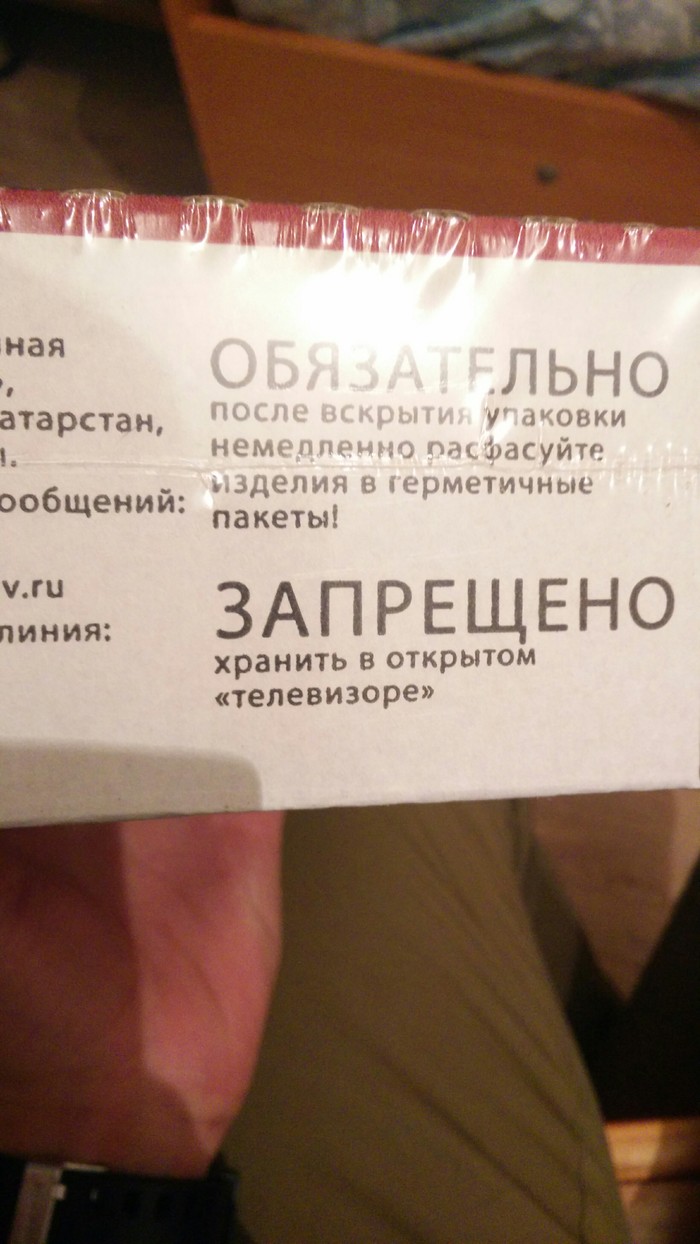 ная
атарстан,
ообщений:
v.ru
линия:
ОБЯЗАТЕЛЬНО
после вскрытия упаковки
немедленно расфасуйте
изделия в герметичные
пакеты!
ЗАПРЕЩЕНО
хранить в открытом
«телевизоре»